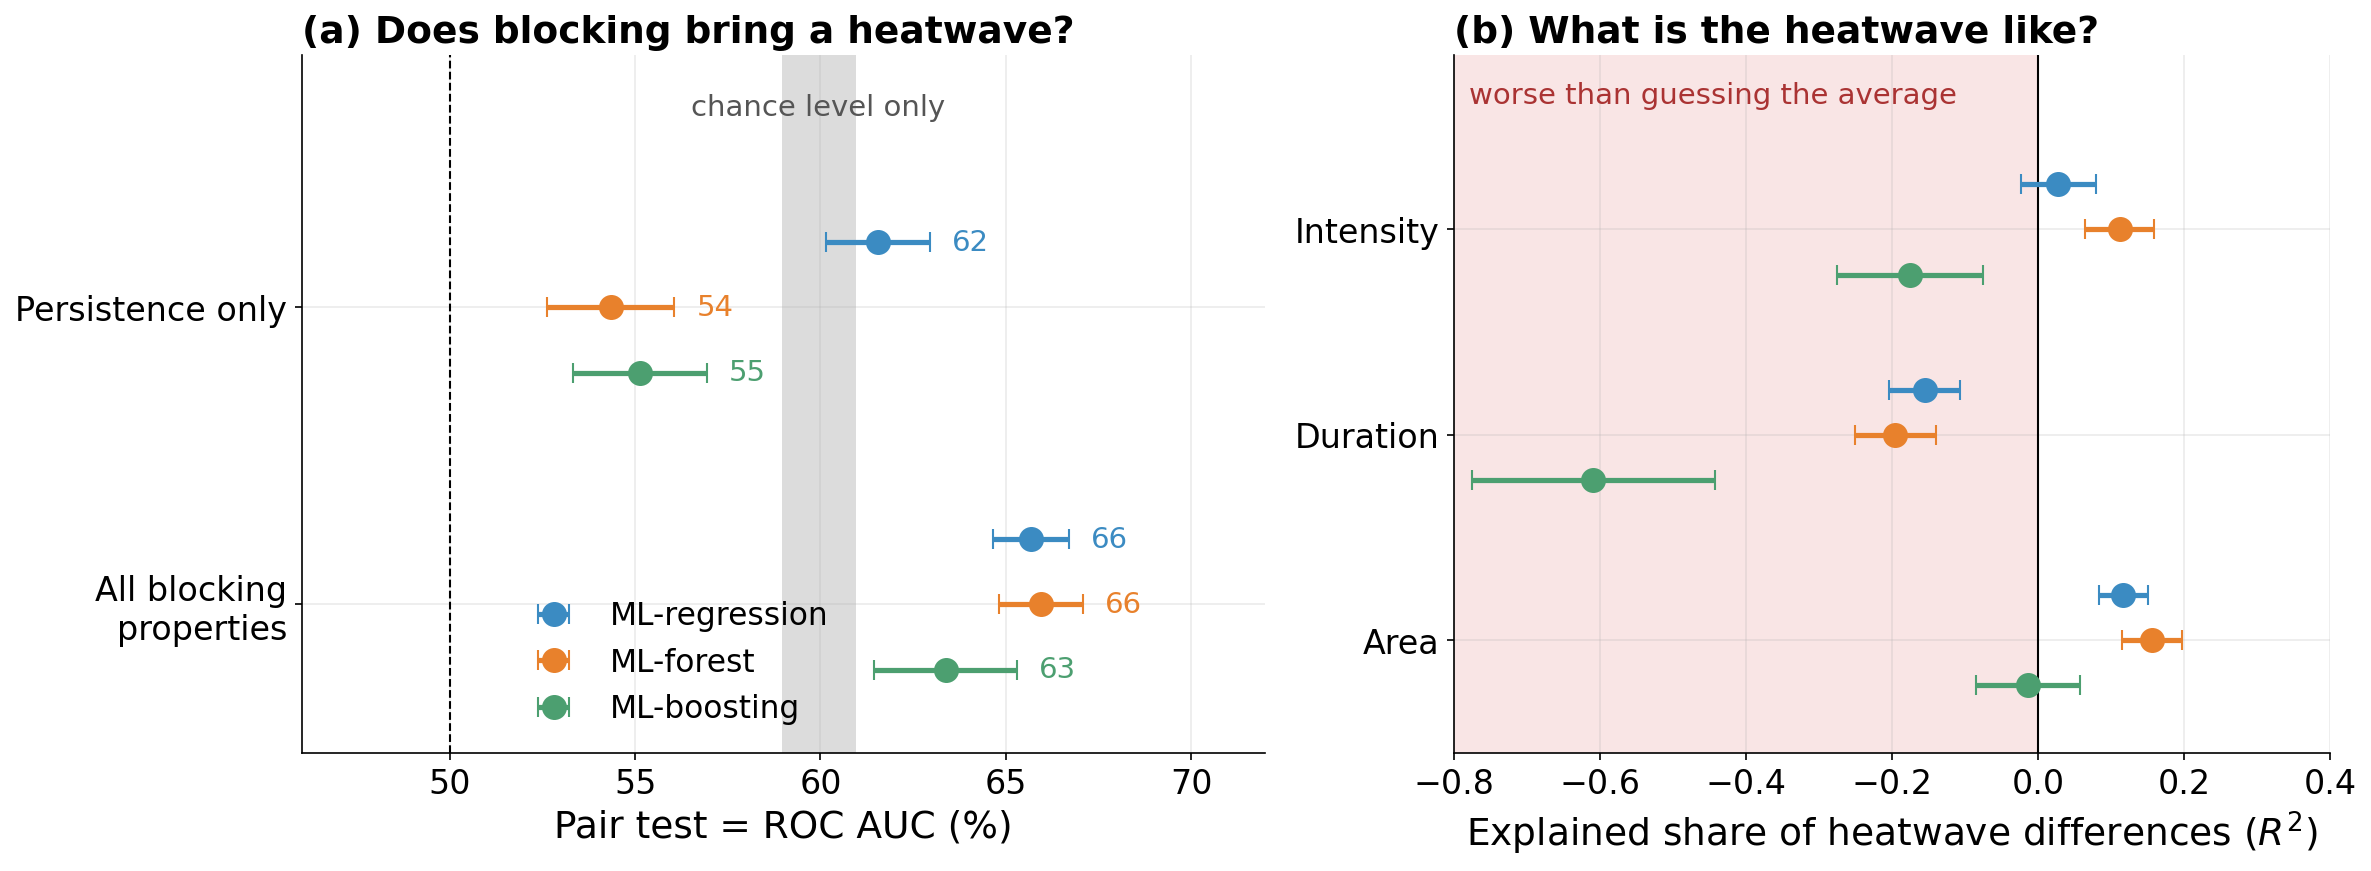 (a) Does blocking bring a heatwave?
chance level only
62
Persistence only
54
55
66
All blocking
properties
66
63
ML-regression
ML-forest
ML-boosting
50 55 60 65 70
Pair test = ROC AUC (%)
(b) What is the heatwave like?
worse than guessing the average
Intensity
Duration
Area
−0.8 −0.6 −0.4 −0.2 0.0 0.2 0.4
Explained share of heatwave differences (R²)